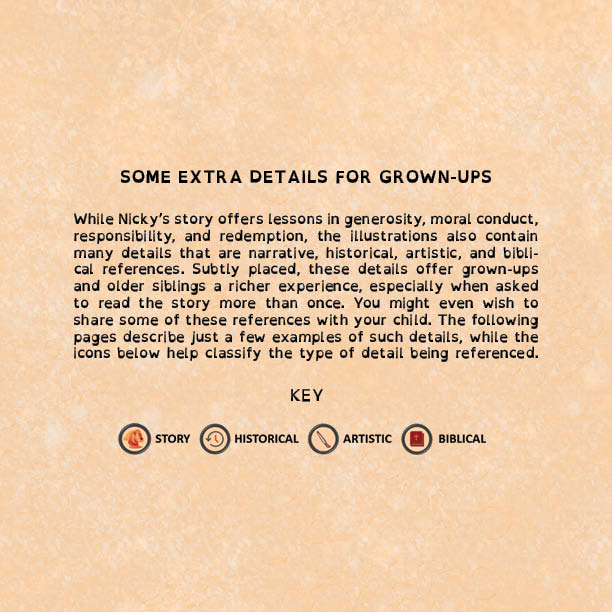 SOME EXTRA DETAILS FOR GROWN-UPS
While Nicky's story offers lessons in generosity, moral conduct,
responsibility, and redemption, the illustrations also contain
many details that are narrative, historical, artistic, and bibli-
cal references. Subtly placed, these details offer grown-ups
and older siblings a richer experience, especially when asked
to read the story more than once. You might even wish to
share some of these references with your child. The following
pages describe just a few examples of such details, while the
icons below help classify the type of detail being referenced.
KEY
STORY HISTORICAL ARTISTIC BIBLICAL